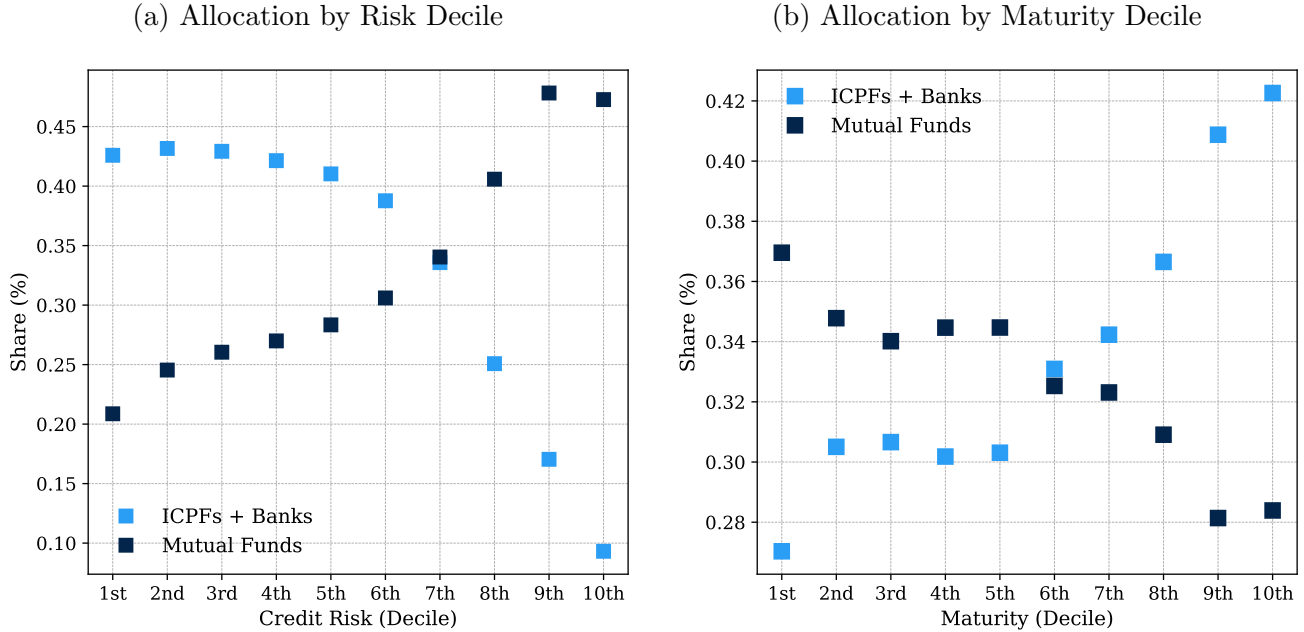 (a) Allocation by Risk Decile
Share (%)
0.45
0.40
0.35
0.30
0.25
0.20
0.15
0.10
ICPFs + Banks
Mutual Funds
1st 2nd 3rd 4th 5th 6th 7th 8th 9th 10th
Credit Risk (Decile)
(b) Allocation by Maturity Decile
Share (%)
0.42
0.40
0.38
0.36
0.34
0.32
0.30
0.28
ICPFs + Banks
Mutual Funds
1st 2nd 3rd 4th 5th 6th 7th 8th 9th 10th
Maturity (Decile)